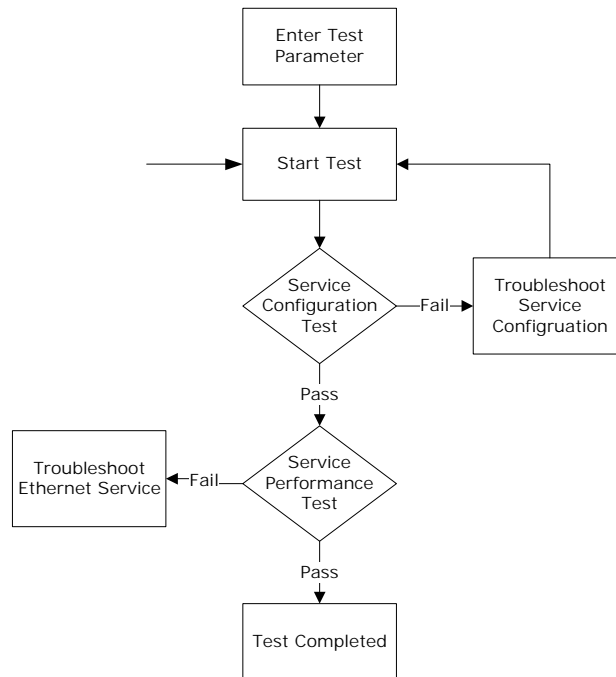 Enter Test
Parameter
Start Test
Service
Configuration
Test
Fail
Troubleshoot
Service
Configruation
Pass
Troubleshoot
Ethernet Service
Fail
Service
Performance
Test
Pass
Test Completed